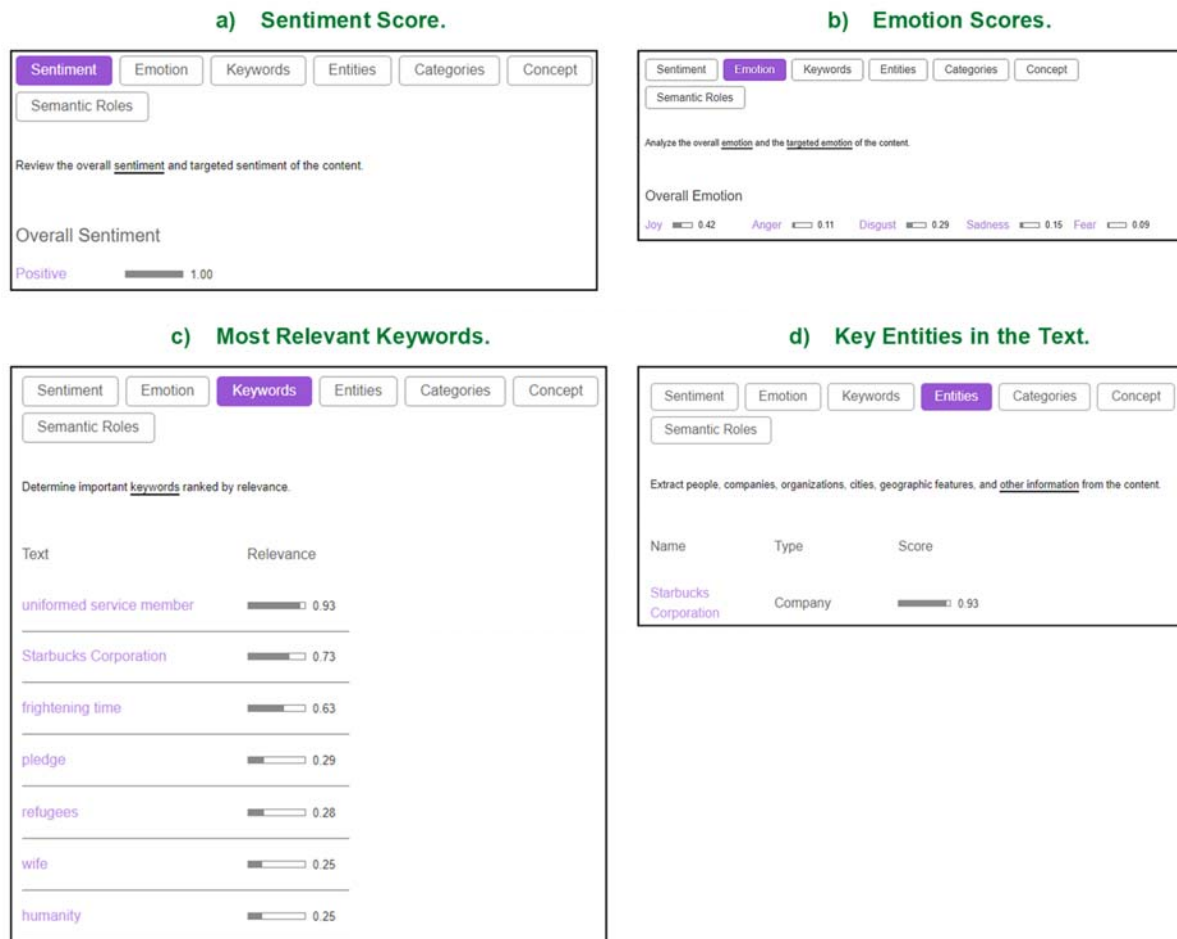 a) Sentiment Score.
Sentiment Emotion Keywords Entities Categories Concept
Semantic Roles
Review the overall sentiment and targeted sentiment of the content.
Overall Sentiment
Positive 1.00
b) Emotion Scores.
Sentiment Emotion Keywords Entities Categories Concept
Semantic Roles
Analyze the overall emotion and the targeted emotion of the content.
Overall Emotion
Joy 0.42 Anger 0.11 Disgust 0.29 Sadness 0.15 Fear 0.09
c) Most Relevant Keywords.
Sentiment Emotion Keywords Entities Categories Concept
Semantic Roles
Determine important keywords ranked by relevance.
Text Relevance
uniformed service member 0.93
Starbucks Corporation 0.73
frightening time 0.63
pledge 0.29
refugees 0.28
wife 0.25
humanity 0.25
d) Key Entities in the Text.
Sentiment Emotion Keywords Entities Categories Concept
Semantic Roles
Extract people, companies, organizations, cities, geographic features, and other information from the content.
Name Type Score
Starbucks
Corporation Company 0.93